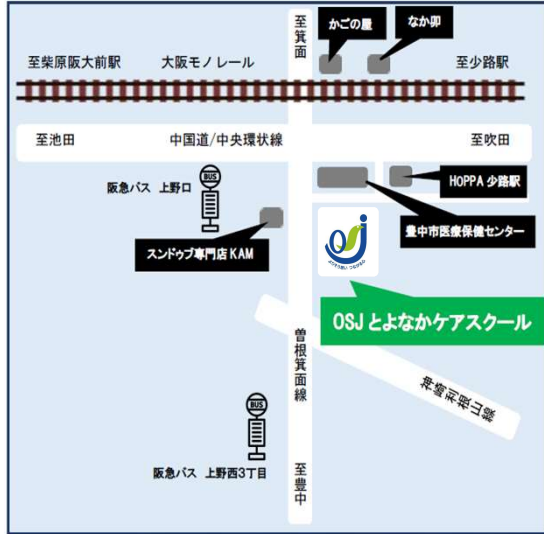 至箕面
かごの屋
なか卯
至柴原阪大前駅
大阪モノレール
至少路駅
至池田
中国道/中央環状線
至吹田
阪急バス 上野口
BUS
HOPPA 少路駅
豊中市医療保健センター
スンドゥブ専門店 KAM
OSJ
OSJ とよなかケアスクール
曽根箕面線
神崎利根山線
BUS
阪急バス 上野西3丁目
至豊中